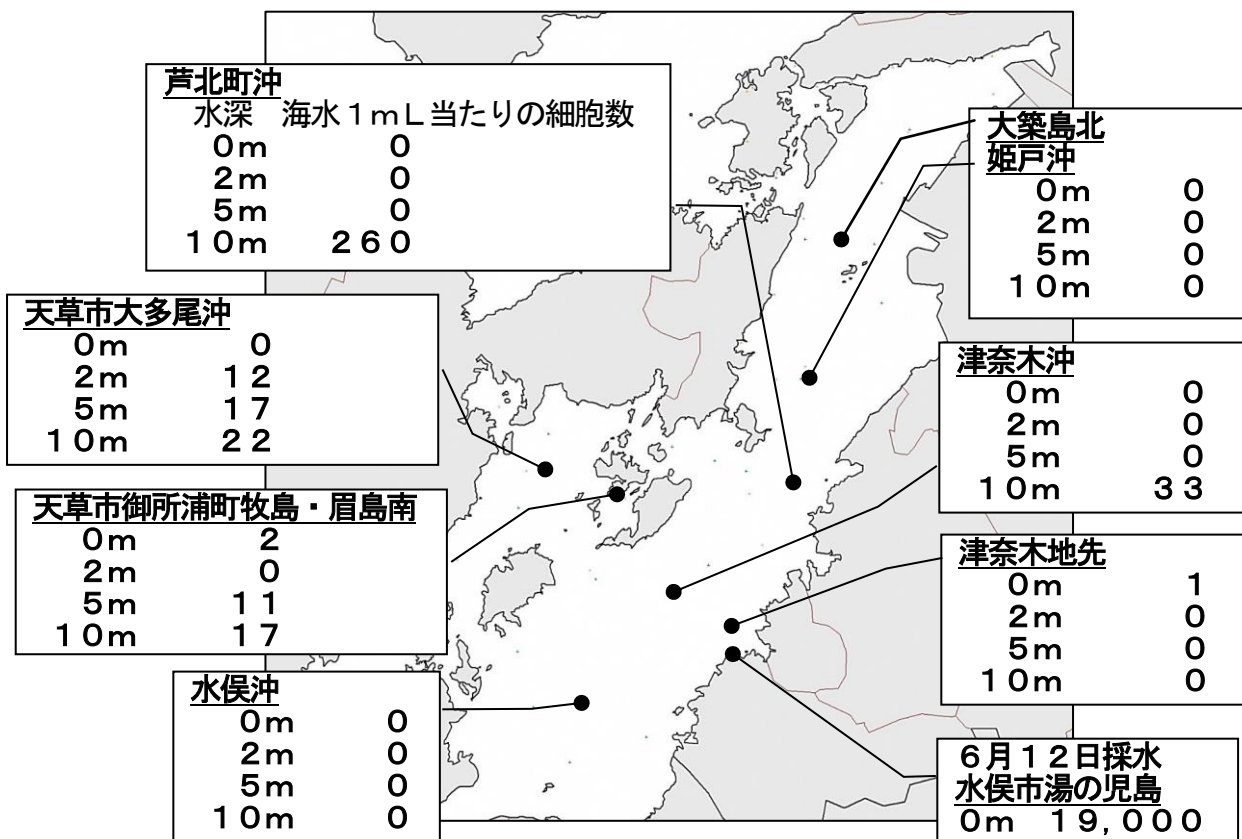 芦北町沖
水深 海水1mL当たりの細胞数
0m 0
2m 0
5m 0
10m 260
大築島北
姫戸沖
0m 0
2m 0
5m 0
10m 0
天草市大多尾沖
0m 0
2m 12
5m 17
10m 22
津奈木沖
0m 0
2m 0
5m 0
10m 33
天草市御所浦町牧島・眉島南
0m 2
2m 0
5m 11
10m 17
津奈木地先
0m 1
2m 0
5m 0
10m 0
水俣沖
0m 0
2m 0
5m 0
10m 0
6月12日採水
水俣市湯の児島
0m 19,000